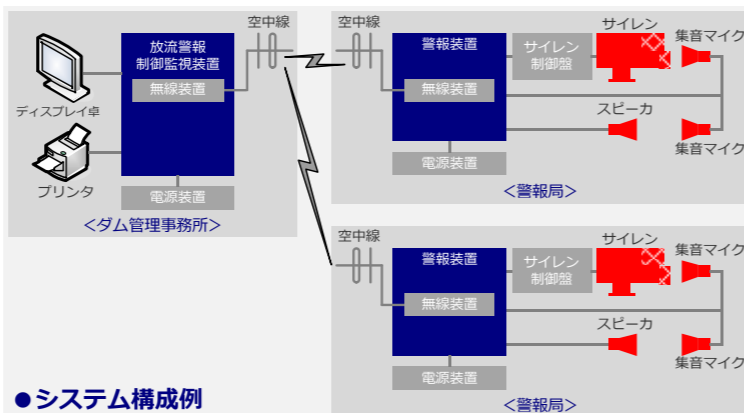 空中線
放流警報
制御監視装置
無線装置
ディスプレイ卓
プリンタ
電源装置
<ダム管理事務所>
空中線
警報装置
サイレン
制御盤
サイレン
集音マイク
無線装置
スピーカ
集音マイク
電源装置
<警報局>
空中線
警報装置
サイレン
制御盤
サイレン
集音マイク
無線装置
スピーカ
集音マイク
電源装置
<警報局>
●システム構成例